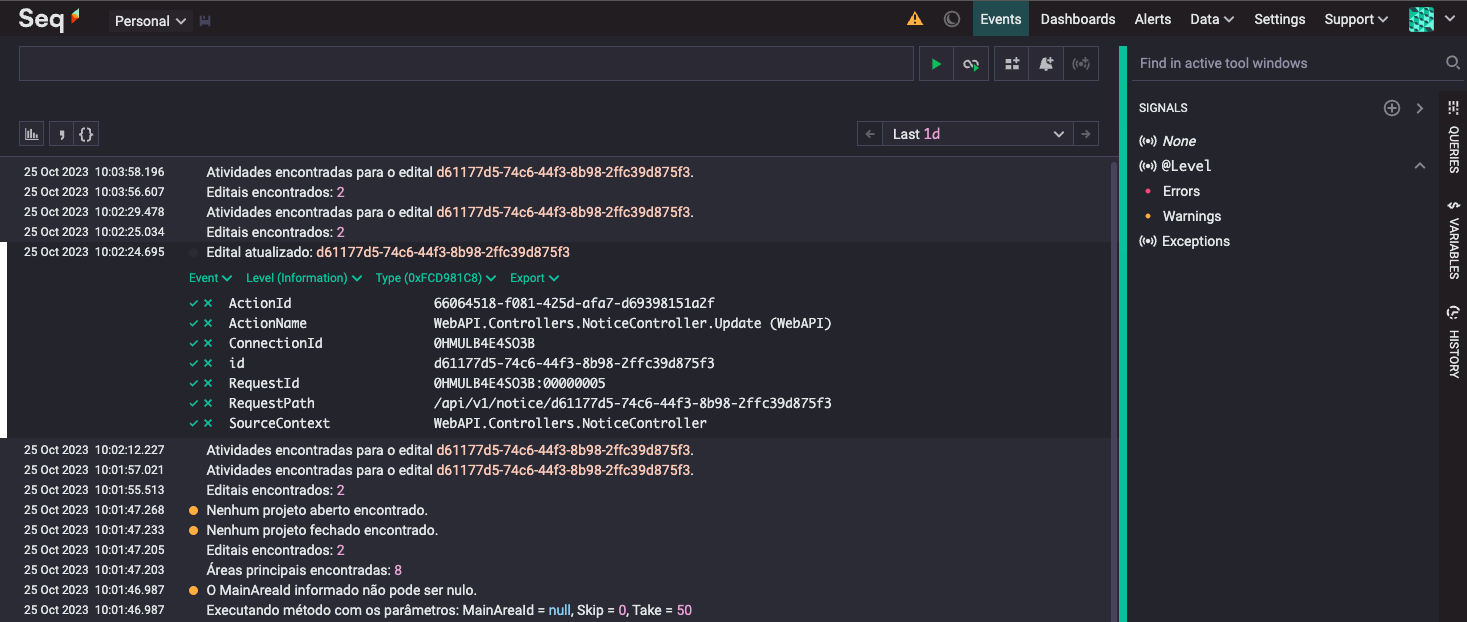 Seq
Personal
Events
Dashboards
Alerts
Data
Settings
Support
Find in active tool windows
, {}
Last 1d
SIGNALS
None
@Level
Errors
Warnings
Exceptions
QUERIES
$ VARIABLES
HISTORY
25 Oct 2023 10:03:58.196 Atividades encontradas para o edital d61177d5-74c6-44f3-8b98-2ffc39d875f3.
25 Oct 2023 10:03:56.607 Editais encontrados: 2
25 Oct 2023 10:02:29.478 Atividades encontradas para o edital d61177d5-74c6-44f3-8b98-2ffc39d875f3.
25 Oct 2023 10:02:25.034 Editais encontrados: 2
25 Oct 2023 10:02:24.695 Edital atualizado: d61177d5-74c6-44f3-8b98-2ffc39d875f3
Event Level (Information) Type (0xFCD981C8) Export
ActionId 66064518-f081-425d-afa7-d69398151a2f
ActionName WebAPI.Controllers.NoticeController.Update (WebAPI)
ConnectionId 0HMULB4E4SO3B
id d61177d5-74c6-44f3-8b98-2ffc39d875f3
RequestId 0HMULB4E4SO3B:00000005
RequestPath /api/v1/notice/d61177d5-74c6-44f3-8b98-2ffc39d875f3
SourceContext WebAPI.Controllers.NoticeController
25 Oct 2023 10:02:12.227 Atividades encontradas para o edital d61177d5-74c6-44f3-8b98-2ffc39d875f3.
25 Oct 2023 10:01:57.021 Atividades encontradas para o edital d61177d5-74c6-44f3-8b98-2ffc39d875f3.
25 Oct 2023 10:01:55.513 Editais encontrados: 2
25 Oct 2023 10:01:47.268 Nenhum projeto aberto encontrado.
25 Oct 2023 10:01:47.233 Nenhum projeto fechado encontrado.
25 Oct 2023 10:01:47.205 Editais encontrados: 2
25 Oct 2023 10:01:47.203 Áreas principais encontradas: 8
25 Oct 2023 10:01:46.987 O MainAreaId informado não pode ser nulo.
25 Oct 2023 10:01:46.987 Executando método com os parâmetros: MainAreaId = null, Skip = 0, Take = 50